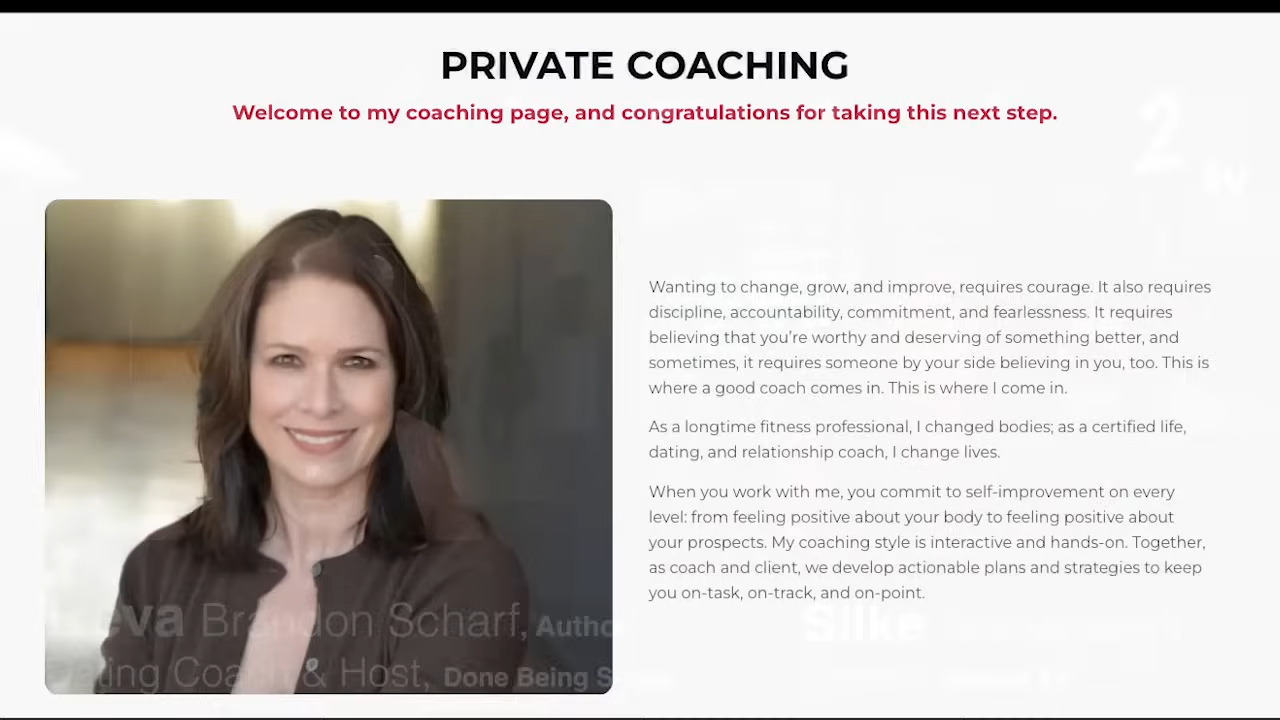 PRIVATE COACHING
Welcome to my coaching page, and congratulations for taking this next step.
2
Wanting to change, grow, and improve, requires courage. It also requires
discipline, accountability, commitment, and fearlessness. It requires
believing that you’re worthy and deserving of something better, and
sometimes, it requires someone by your side believing in you, too. This is
where a good coach comes in. This is where I come in.
As a longtime fitness professional, I changed bodies; as a certified life,
dating, and relationship coach, I change lives.
When you work with me, you commit to self-improvement on every
level: from feeling positive about your body to feeling positive about
your prospects. My coaching style is interactive and hands-on. Together,
as coach and client, we develop actionable plans and strategies to keep
you on-task, on-track, and on-point.
Brandon Scharf,
Silke
Coach & Host, Done Being